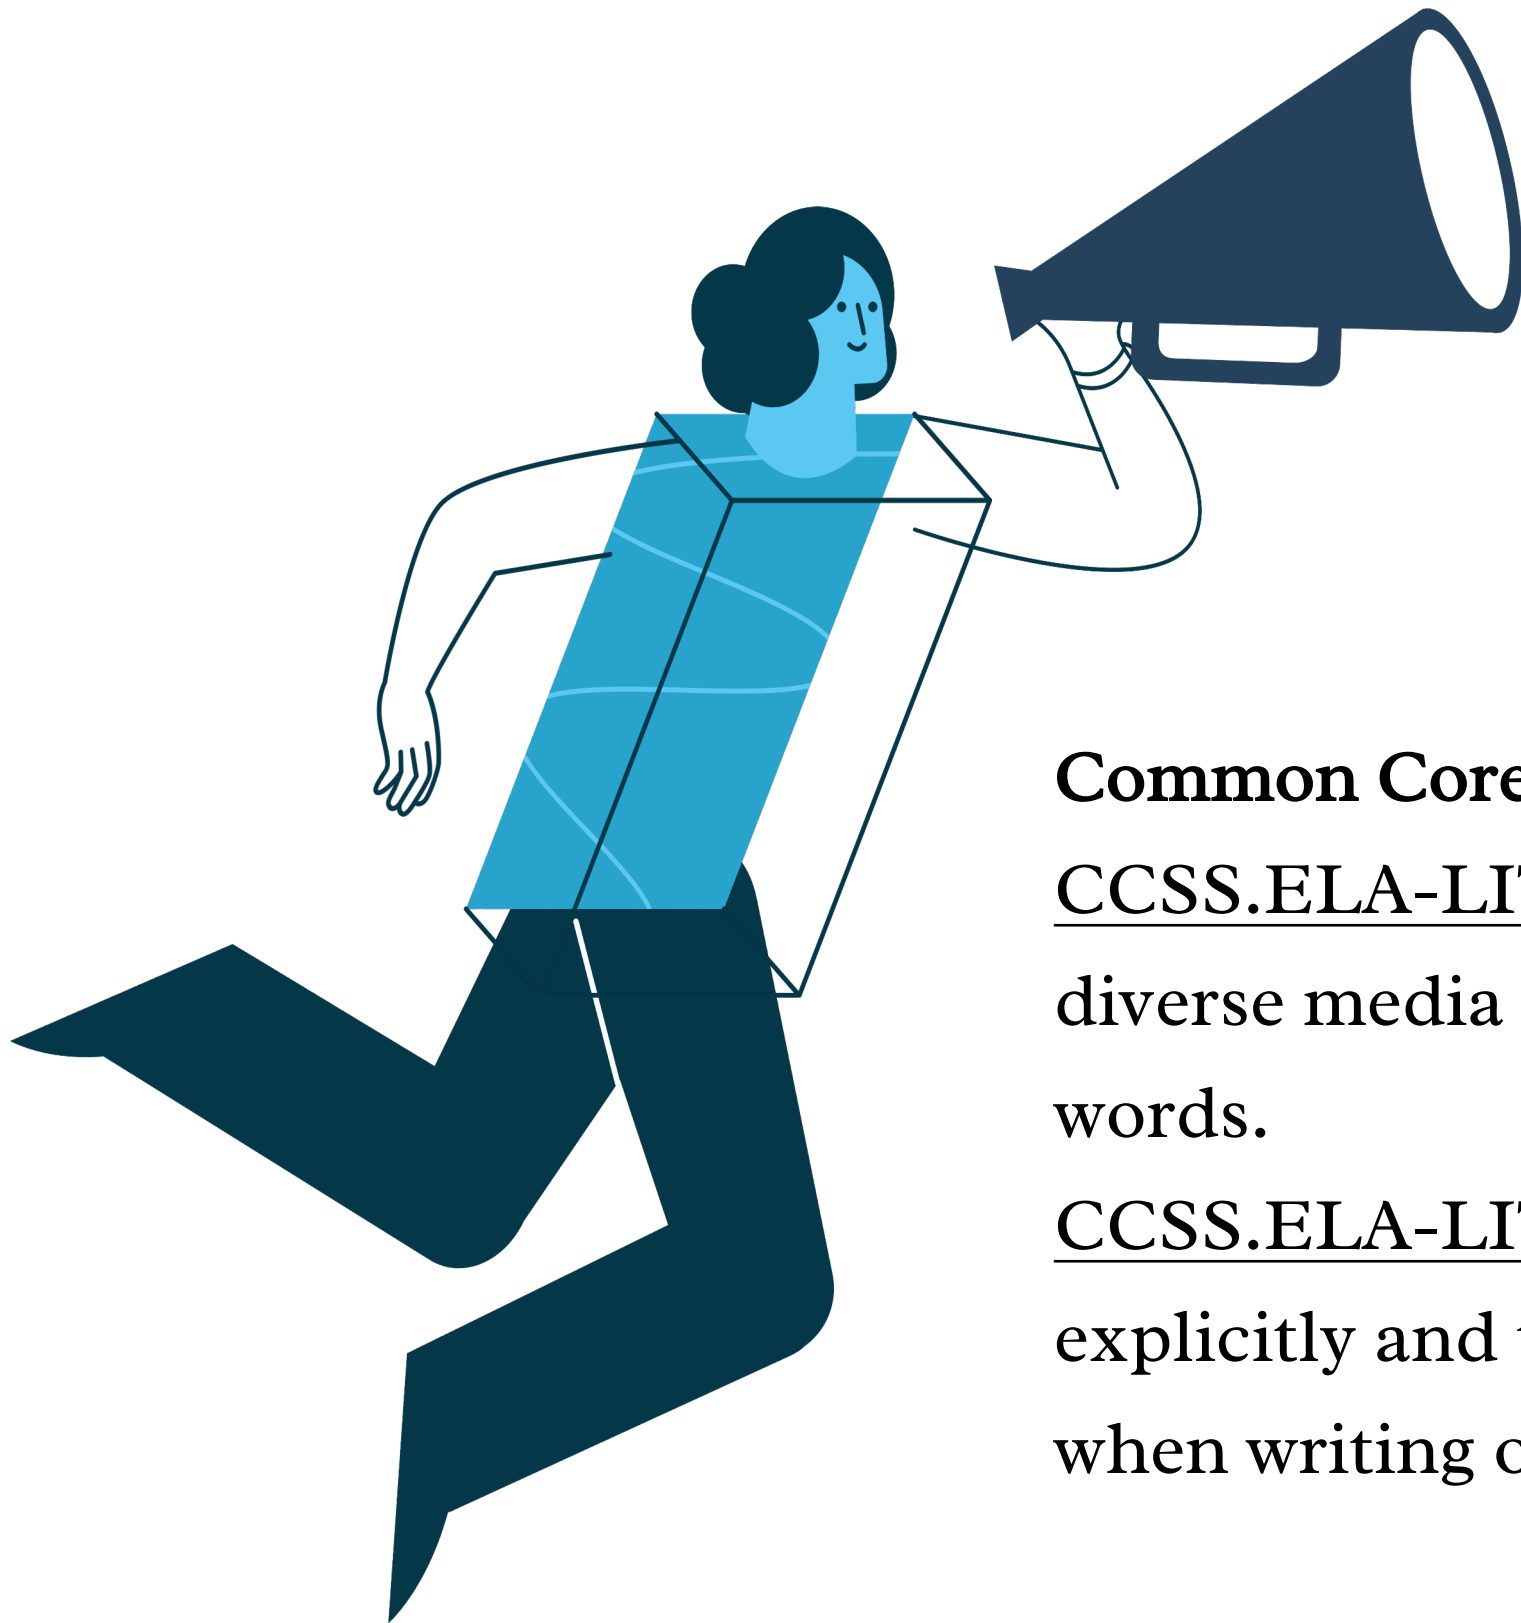 Common Core
CCSS.ELA-LI
diverse media
words.
CCSS.ELA-LI
explicitly and
when writing